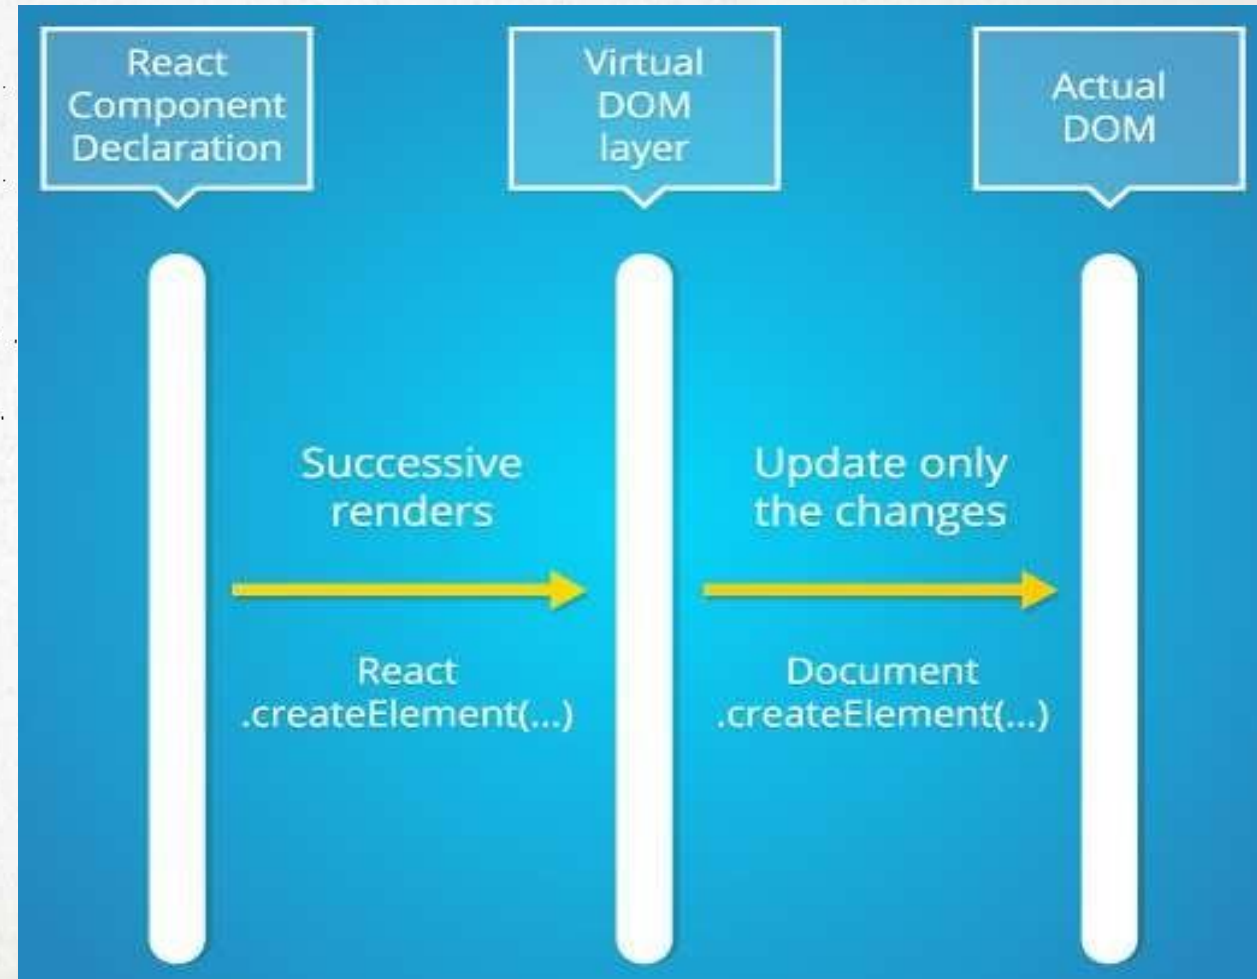 React
Component
Declaration
Virtual
DOM
layer
Actual
DOM
Successive
renders
Update only
the changes
React
.createElement(...)
Document
.createElement(...)